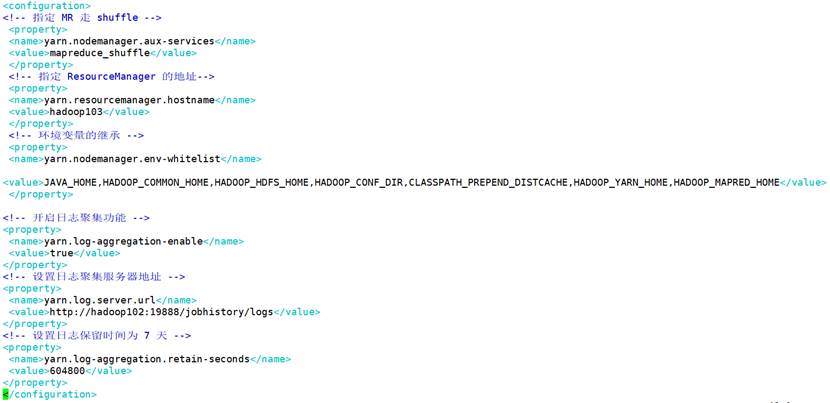 <configuration>
<!-- 指定 MR 走 shuffle -->
<property>
<name>yarn.nodemanager.aux-services</name>
<value>mapreduce_shuffle</value>
</property>
<!-- 指定 ResourceManager 的地址-->
<property>
<name>yarn.resourcemanager.hostname</name>
<value>hadoop103</value>
</property>
<!-- 环境变量的继承 -->
<property>
<name>yarn.nodemanager.env-whitelist</name>
<value>JAVA_HOME,HADOOP_COMMON_HOME,HADOOP_HDFS_HOME,HADOOP_CONF_DIR,CLASSPATH_PREPEND_DISTCACHE,HADOOP_YARN_HOME,HADOOP_MAPRED_HOME</value>
</property>
<!-- 开启日志聚集功能 -->
<property>
<name>yarn.log-aggregation-enable</name>
<value>true</value>
</property>
<!-- 设置日志聚集服务器地址 -->
<property>
<name>yarn.log.server.url</name>
<value>http://hadoop102:19888/jobhistory/logs</value>
</property>
<!-- 设置日志保留时间为 7 天 -->
<property>
<name>yarn.log-aggregation.retain-seconds</name>
<value>604800</value>
</property>
</configuration>